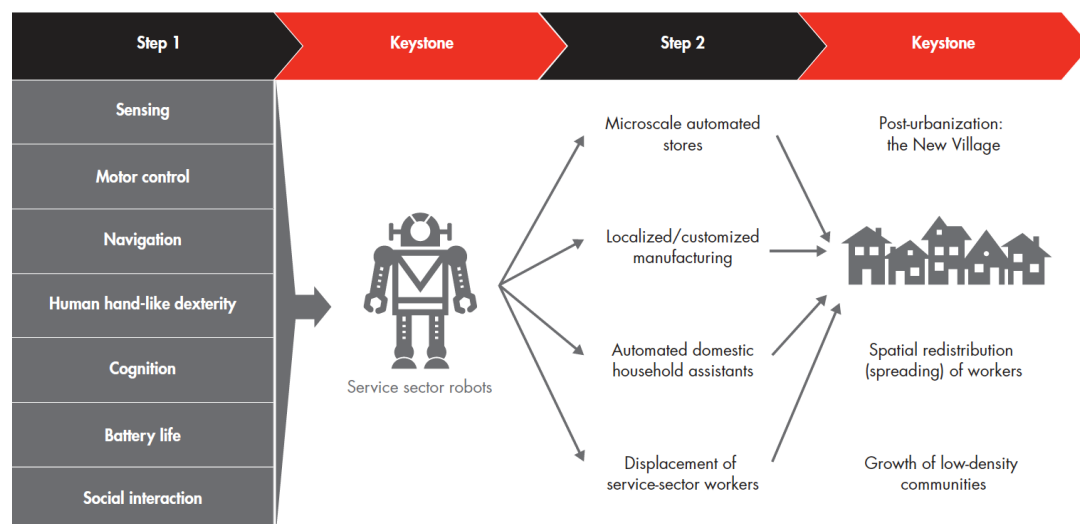 Step 1
Keystone
Step 2
Keystone
Sensing
Motor control
Navigation
Human hand-like dexterity
Cognition
Battery life
Social interaction
Service sector robots
Microscale automated
stores
Localized/customized
manufacturing
Automated domestic
household assistants
Displacement of
service-sector workers
Post-urbanization:
the New Village
Spatial redistribution
(spreading) of workers
Growth of low-density
communities